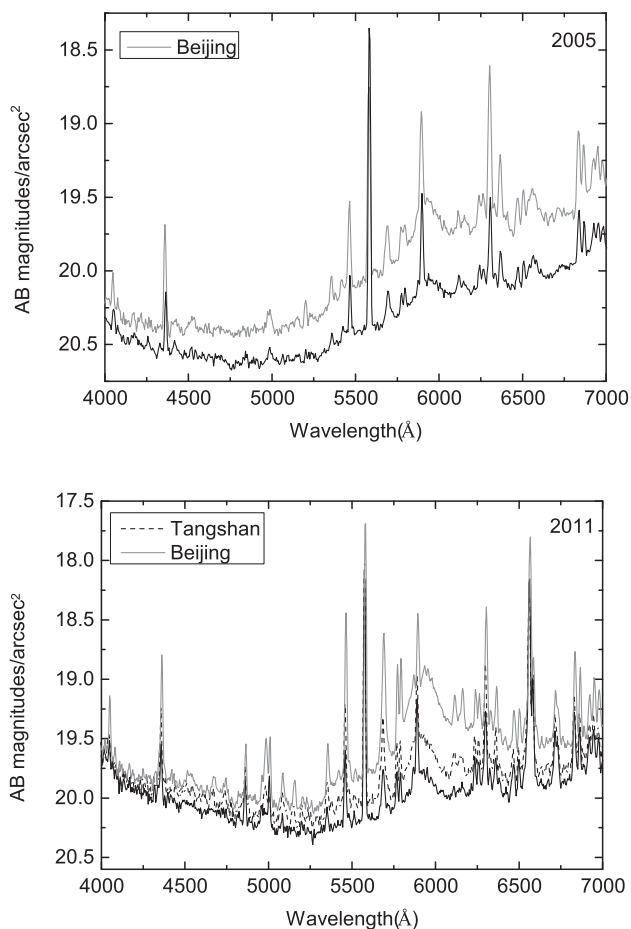 Beijing
2005
18.5
19.0
19.5
20.0
20.5
AB magnitudes/arcsec²
4000 4500 5000 5500 6000 6500 7000
Wavelength(Å)
Tangshan
Beijing
2011
17.5
18.0
18.5
19.0
19.5
20.0
20.5
AB magnitudes/arcsec²
4000 4500 5000 5500 6000 6500 7000
Wavelength(Å)